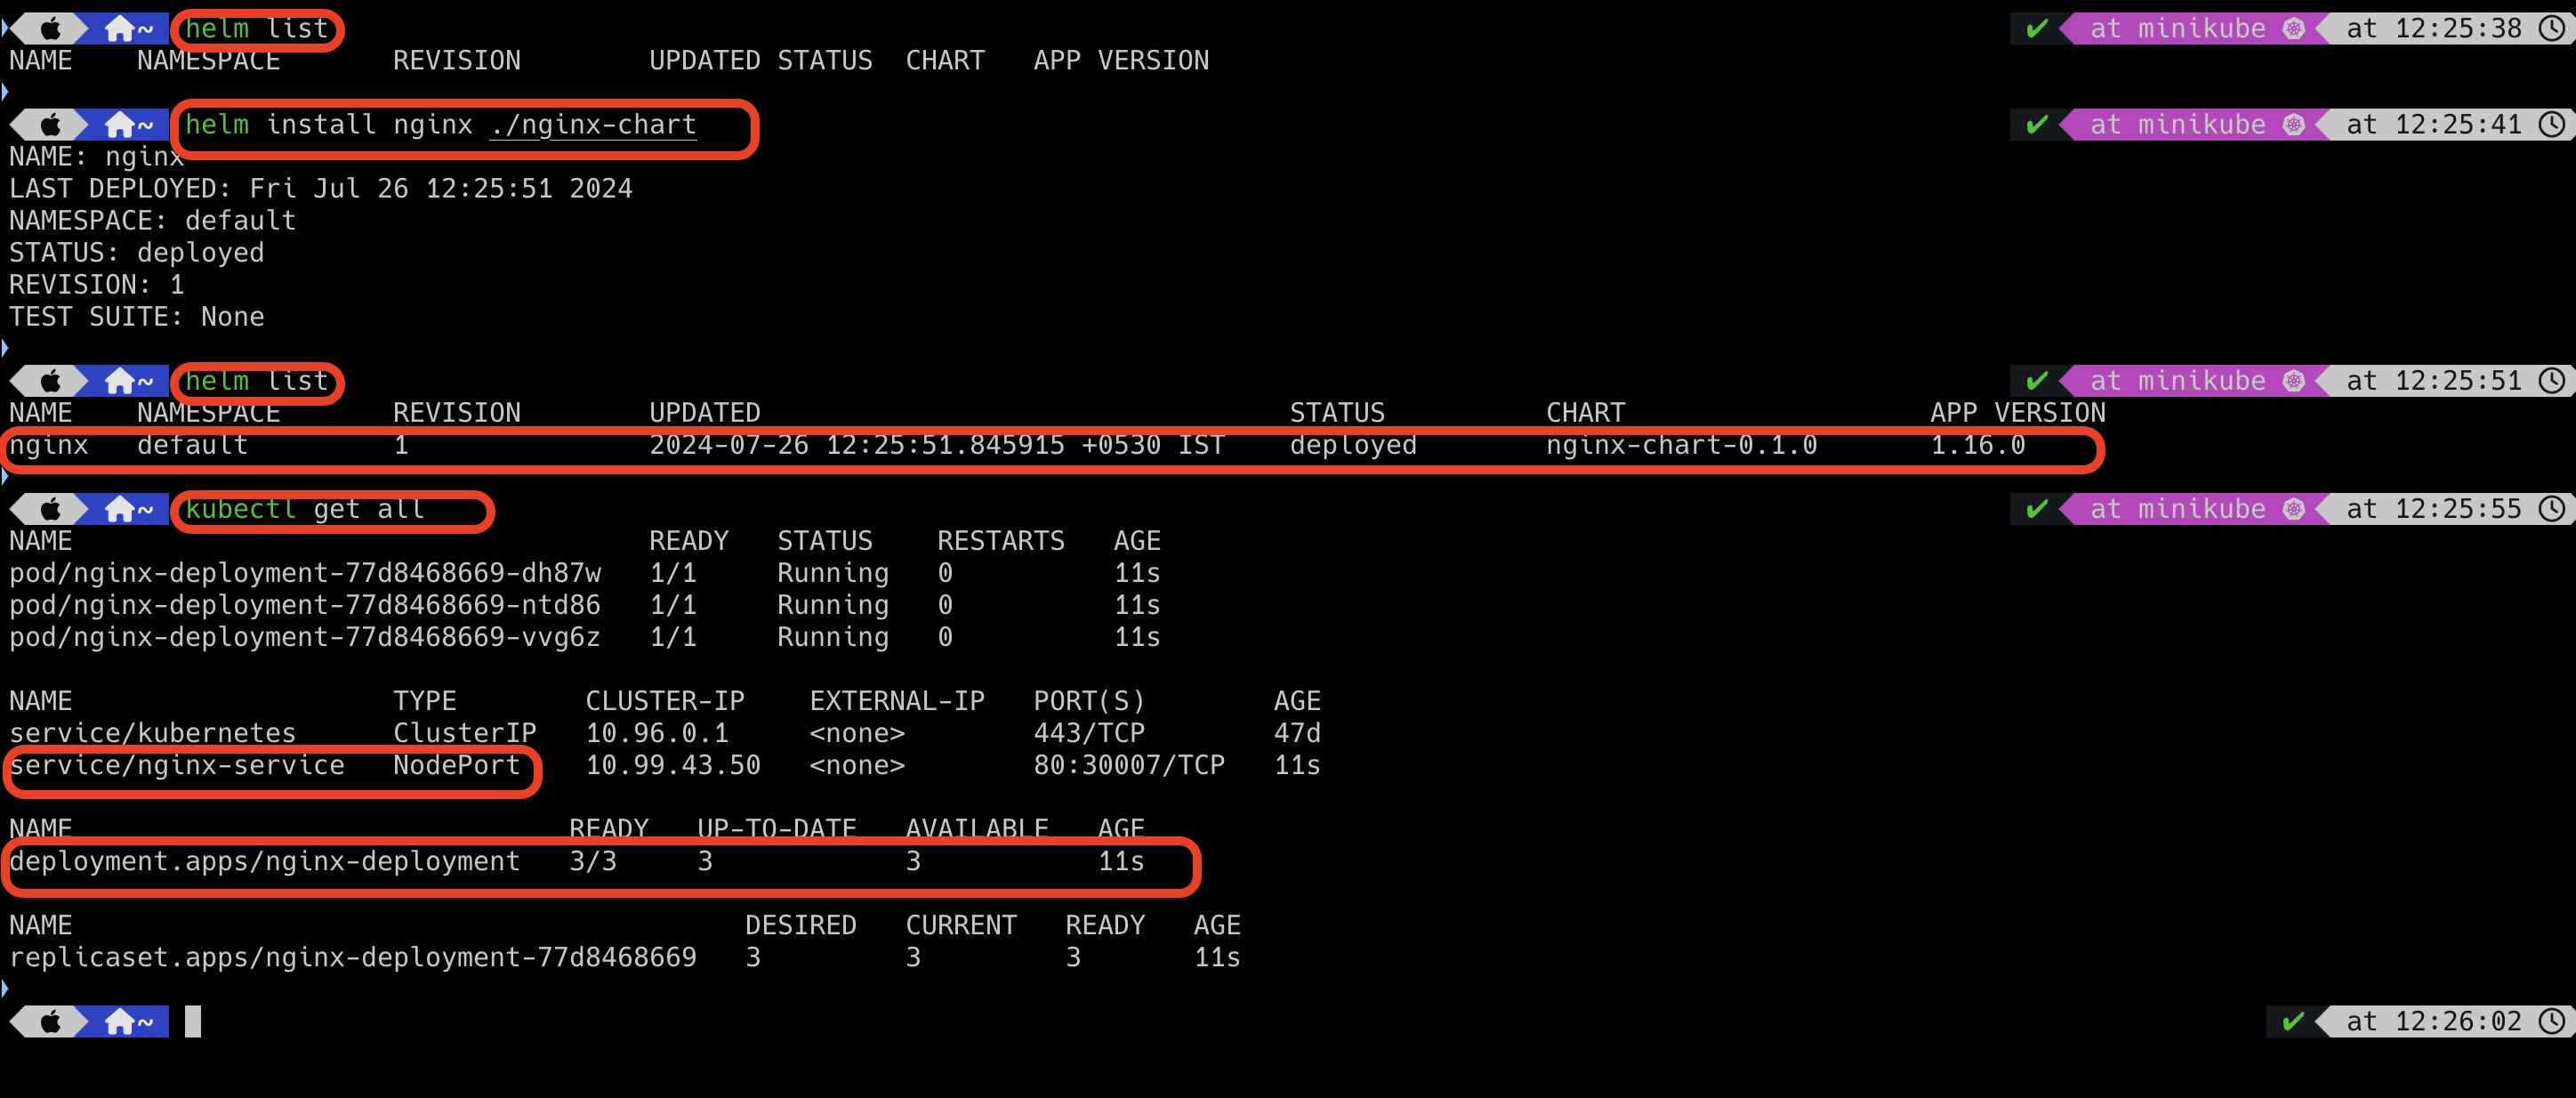 ~ helm list ✔ at minikube at 12:25:38
NAME NAMESPACE REVISION UPDATED STATUS CHART APP VERSION
~ helm install nginx ./nginx-chart ✔ at minikube at 12:25:41
NAME: nginx
LAST DEPLOYED: Fri Jul 26 12:25:51 2024
NAMESPACE: default
STATUS: deployed
REVISION: 1
TEST SUITE: None
~ helm list ✔ at minikube at 12:25:51
NAME NAMESPACE REVISION UPDATED STATUS CHART APP VERSION
nginx default 1 2024-07-26 12:25:51.845915 +0530 IST deployed nginx-chart-0.1.0 1.16.0
~ kubectl get all ✔ at minikube at 12:25:55
NAME READY STATUS RESTARTS AGE
pod/nginx-deployment-77d8468669-dh87w 1/1 Running 0 11s
pod/nginx-deployment-77d8468669-ntd86 1/1 Running 0 11s
pod/nginx-deployment-77d8468669-vvg6z 1/1 Running 0 11s
NAME TYPE CLUSTER-IP EXTERNAL-IP PORT(S) AGE
service/kubernetes ClusterIP 10.96.0.1 <none> 443/TCP 47d
service/nginx-service NodePort 10.99.43.50 <none> 80:30007/TCP 11s
NAME READY UP-TO-DATE AVAILABLE AGE
deployment.apps/nginx-deployment 3/3 3 3 11s
NAME DESIRED CURRENT READY AGE
replicaset.apps/nginx-deployment-77d8468669 3 3 3 11s
~ ✔ at 12:26:02